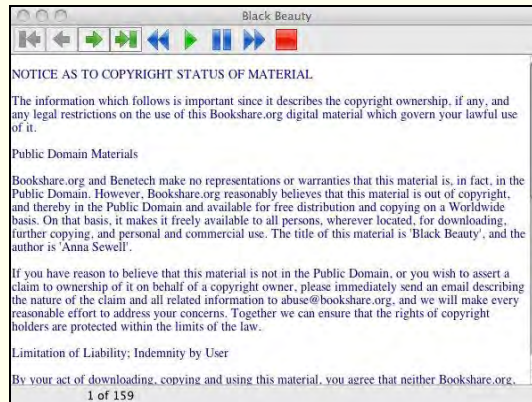 Black Beauty
NOTICE AS TO COPYRIGHT STATUS OF MATERIAL
The information which follows is important since it describes the copyright ownership, if any, and
any legal restrictions on the use of this Bookshare.org digital material which govern your lawful use
of it.
Public Domain Materials
Bookshare.org and Benetech make no representations or warranties that this material is, in fact, in the
Public Domain. However, Bookshare.org reasonably believes that this material is out of copyright,
and thereby in the Public Domain and available for free distribution and copying on a Worldwide
basis. On that basis, it makes it freely available to all persons, wherever located, for downloading,
further copying, and personal and commercial use. The title of this material is 'Black Beauty', and the
author is 'Anna Sewell'.
If you have reason to believe that this material is not in the Public Domain, or you wish to assert a
claim to ownership of it on behalf of a copyright owner, please immediately send an email describing
the nature of the claim and all related information to abuse@bookshare.org, and we will make every
reasonable effort to address your concerns. Together we can ensure that the rights of copyright
holders are protected within the limits of the law.
Limitation of Liability; Indemnity by User
By your act of downloading, copying and using this material, you agree that neither Bookshare.org,
1 of 159